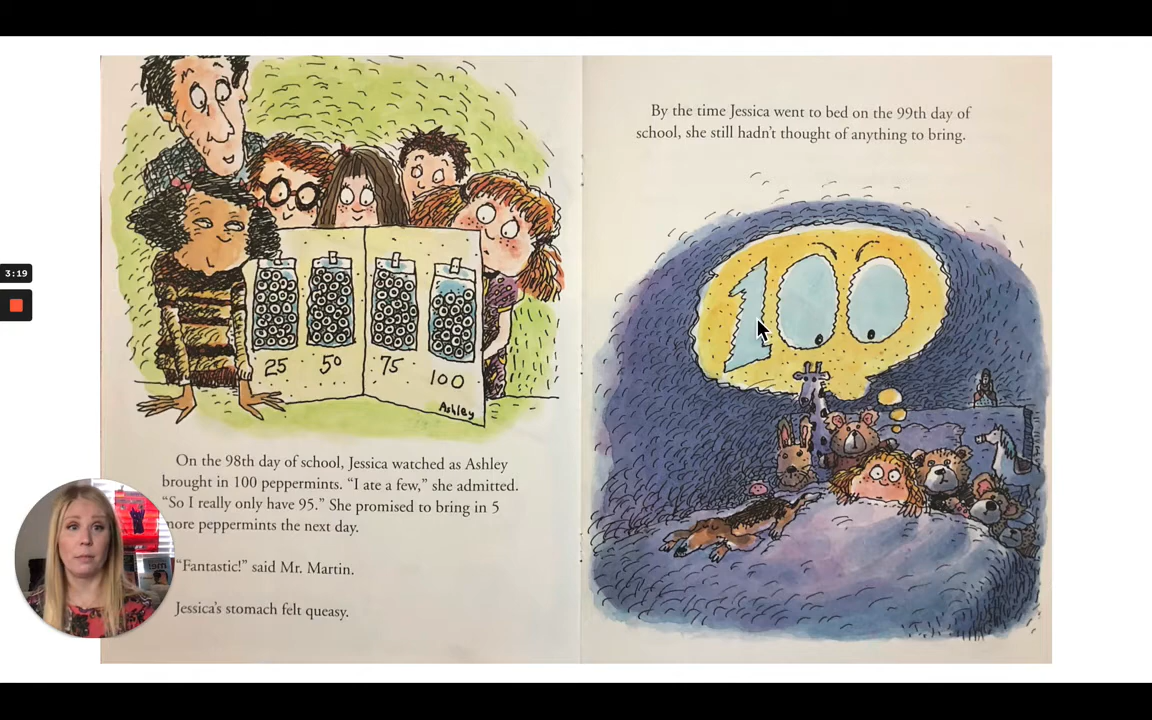 3:19
25 50 75 100
Ashley
On the 98th day of school, Jessica watched as Ashley
brought in 100 peppermints. “I ate a few,” she admitted.
“So I really only have 95.” She promised to bring in 5
more peppermints the next day.
“Fantastic!” said Mr. Martin.
Jessica’s stomach felt queasy.
By the time Jessica went to bed on the 99th day of
school, she still hadn’t thought of anything to bring.
100